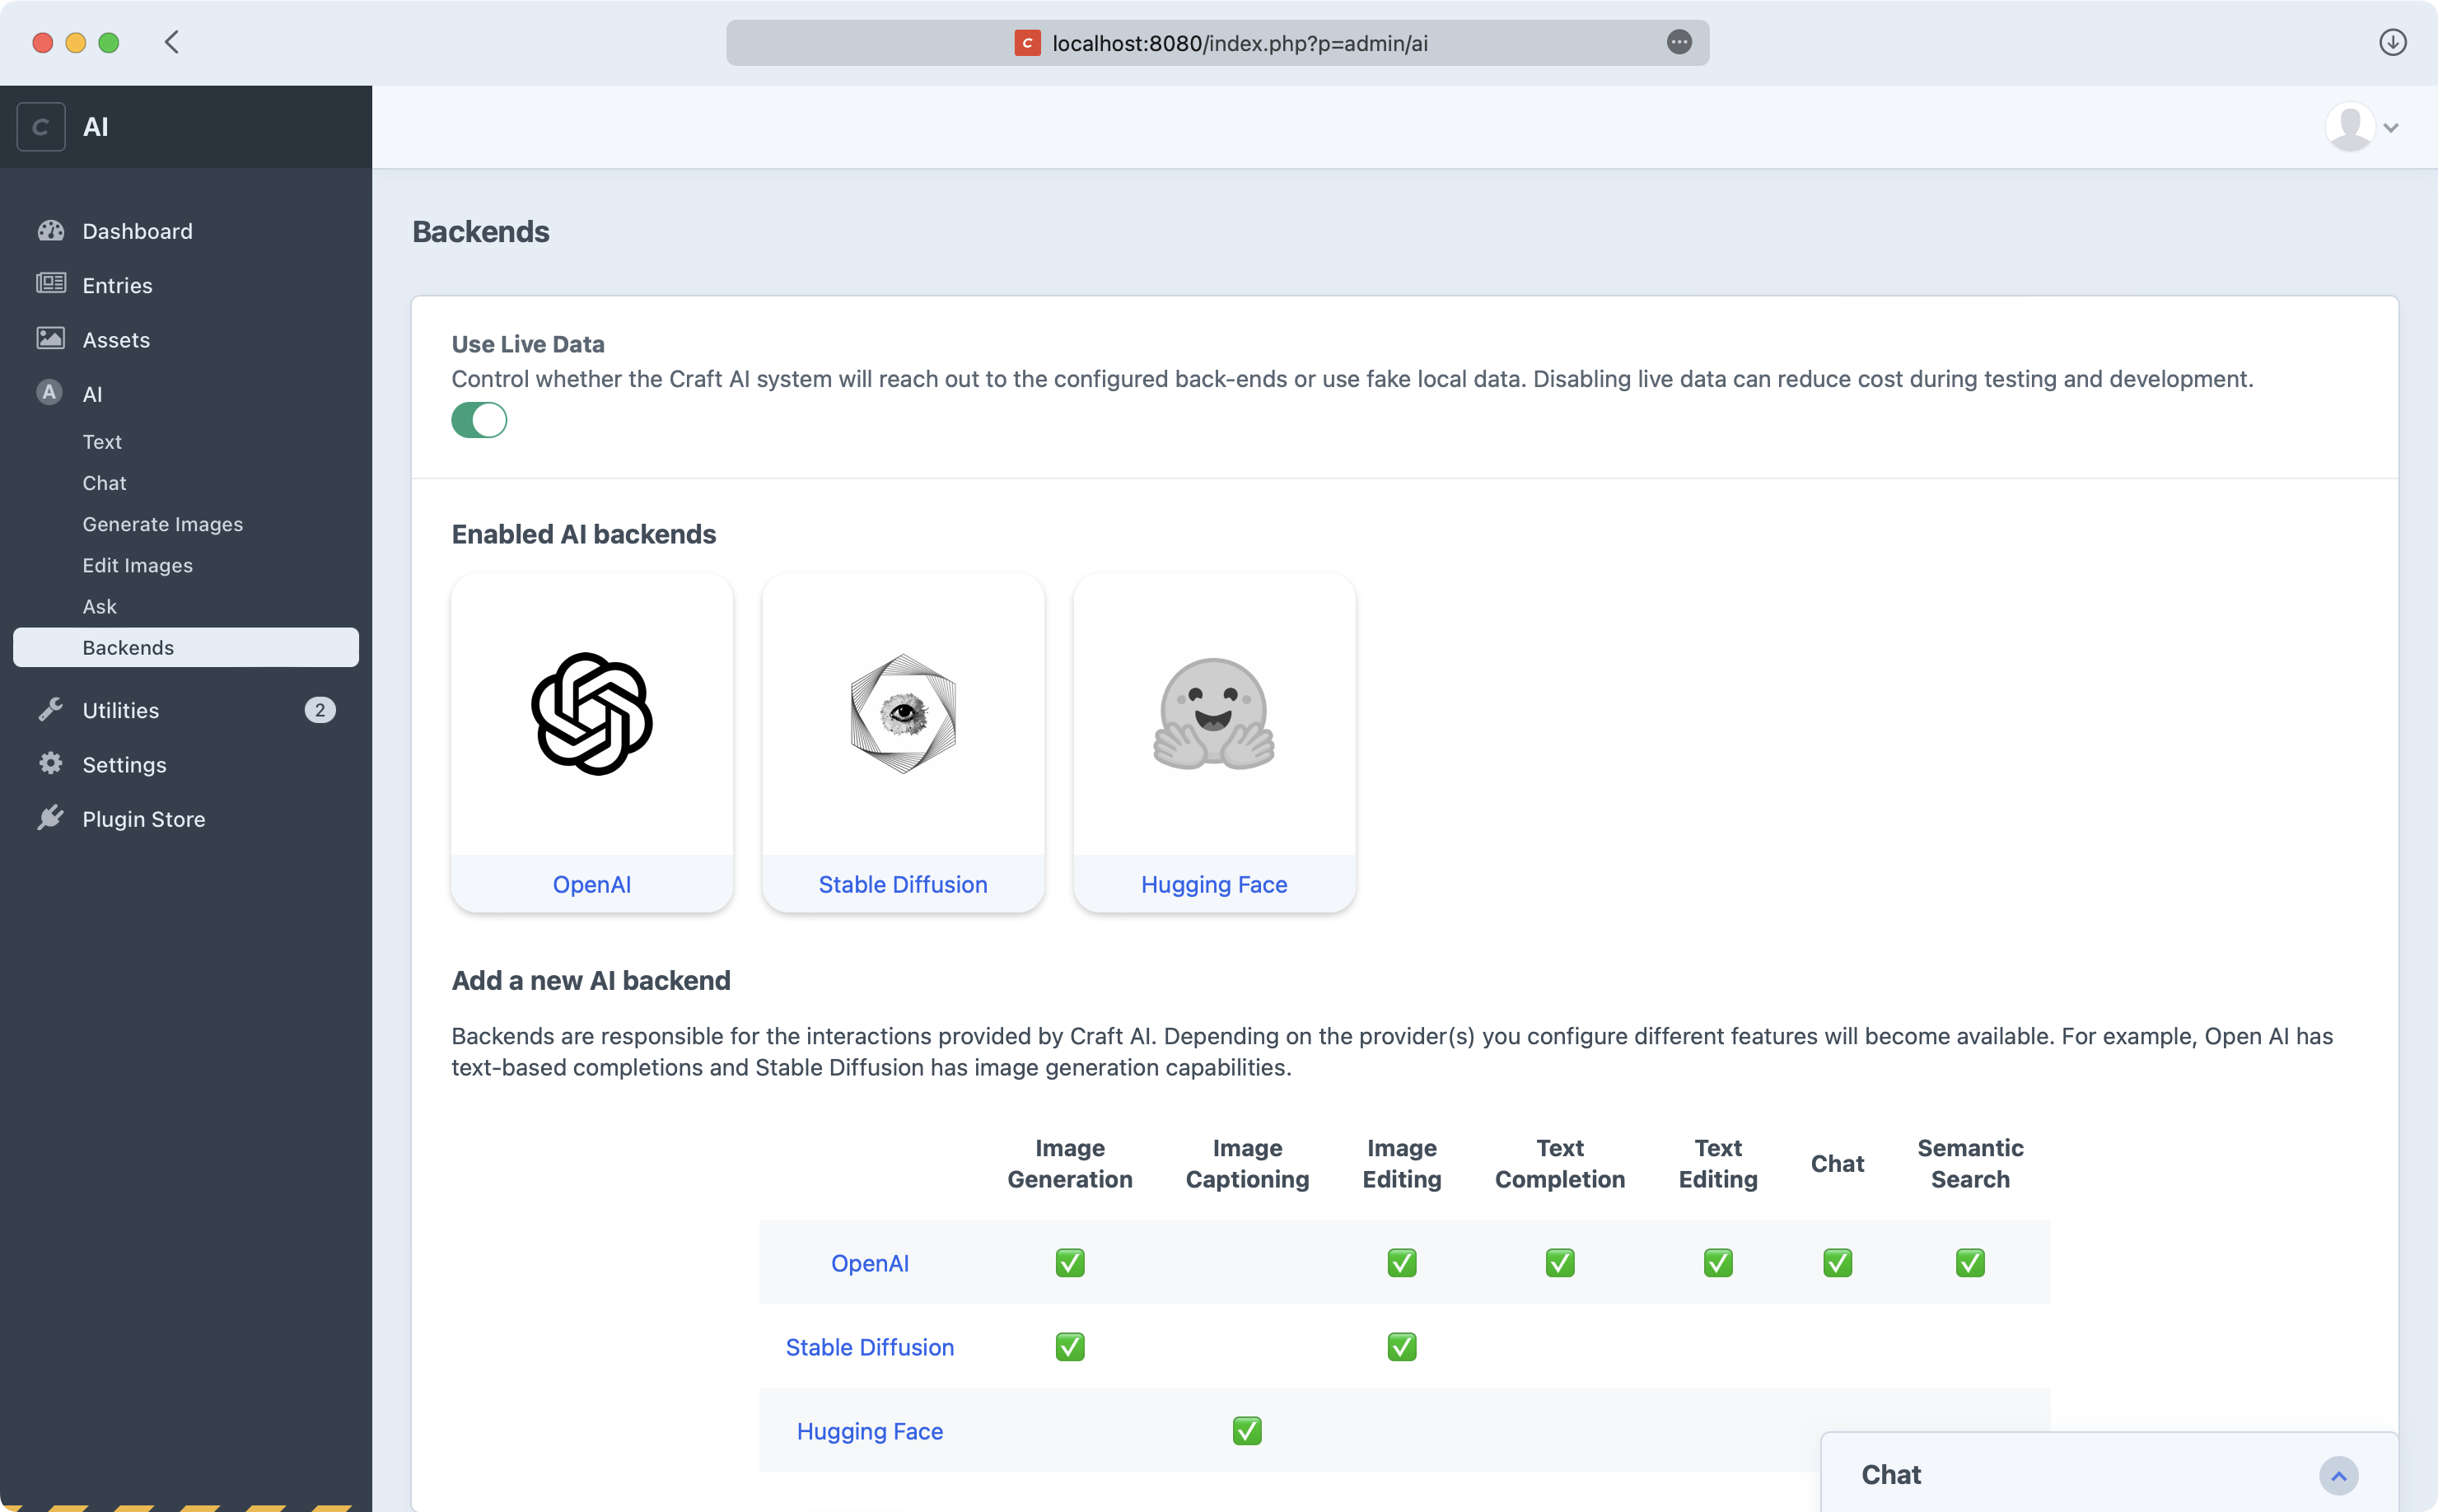 localhost:8080/index.php?p=admin/ai
AI
Dashboard
Entries
Assets
A
AI
Text
Chat
Generate Images
Edit Images
Ask
Backends
Utilities
2
Settings
Plugin Store
Backends
Use Live Data
Control whether the Craft AI system will reach out to the configured back-ends or use fake local data. Disabling live data can reduce cost during testing and development.
Enabled AI backends
OpenAI
Stable Diffusion
Hugging Face
Add a new AI backend
Backends are responsible for the interactions provided by Craft AI. Depending on the provider(s) you configure different features will become available. For example, Open AI has
text-based completions and Stable Diffusion has image generation capabilities.
Image Generation
Image Captioning
Image Editing
Text Completion
Text Editing
Chat
Semantic Search
OpenAI ✅ ✅ ✅ ✅ ✅ ✅
Stable Diffusion ✅ ✅
Hugging Face ✅
Chat